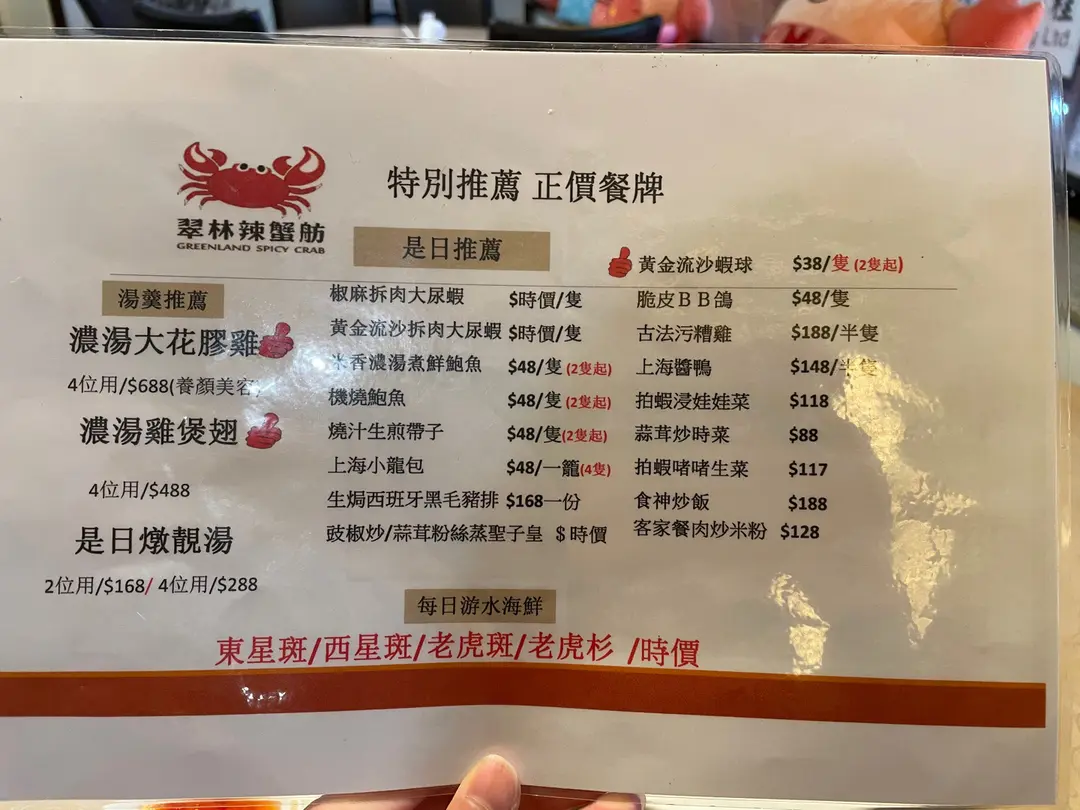 特別推薦 正價餐牌
翠林辣蟹舫
GREENLAND SPICY CRAB
湯羹推薦
濃湯大花膠雞
4位用/$688(養顏美容)
濃湯雞煲翅
4位用/$488
是日燉靚湯
2位用/$168/ 4位用/$288
是日推薦
椒麻拆肉大尿蝦 $時價/隻
黃金流沙拆肉大尿蝦 $時價/隻
米香濃湯煮鮮鮑魚 $48/隻 (2隻起)
機燒鮑魚 $48/隻 (2隻起)
燒汁生煎帶子 $48/隻(2隻起)
上海小龍包 $48/一籠(4隻)
生焗西班牙黑毛豬排 $168一份
豉椒炒/蒜茸粉絲蒸聖子皇 $時價
黃金流沙蝦球 $38/隻 (2隻起)
脆皮BB鴿 $48/隻
古法污糟雞 $188/半隻
上海醬鴨 $148/半隻
拍蝦浸娃娃菜 $118
蒜茸炒時菜 $88
拍蝦啫啫生菜 $117
食神炒飯 $188
客家餐肉炒米粉 $128
每日游水海鮮
東星斑/西星斑/老虎斑/老虎杉 /時價
Ltd